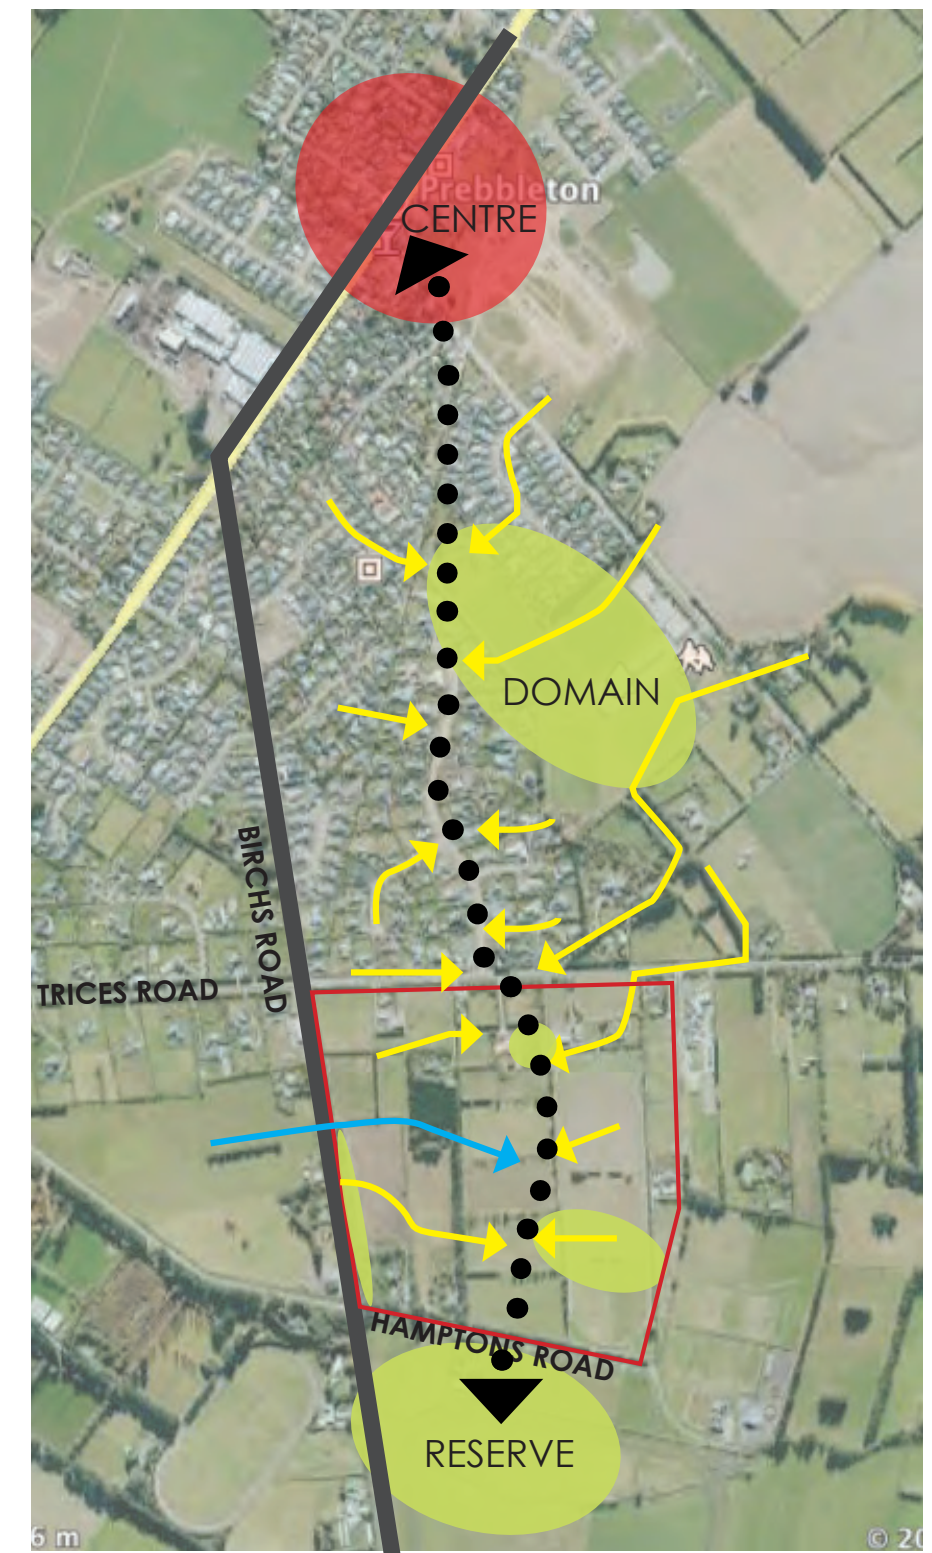 Prebbleton
CENTRE
DOMAIN
BIRCHS ROAD
TRICES ROAD
HAMPTONS ROAD
RESERVE
6 m
© 20